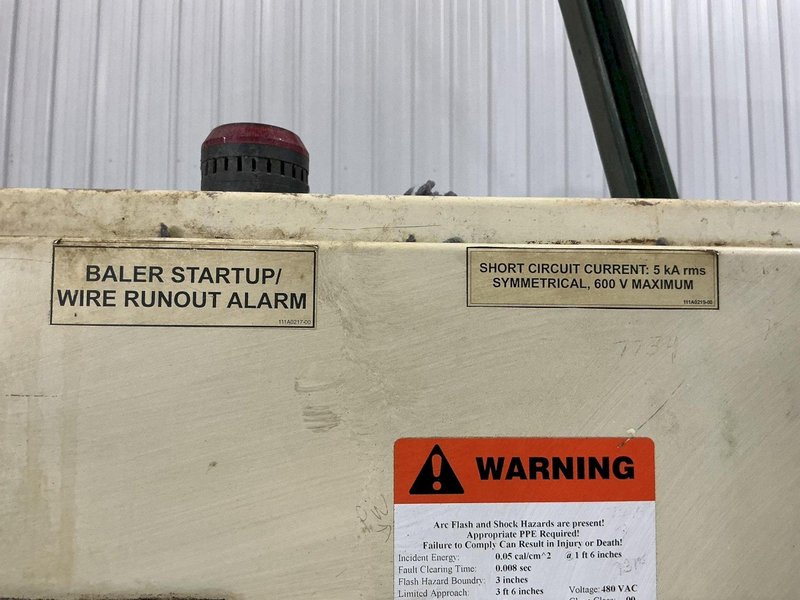 BALER STARTUP/
WIRE RUNOUT ALARM
111A0217-00
SHORT CIRCUIT CURRENT: 5 kA rms
SYMMETRICAL, 600 V MAXIMUM
111A0219-00
7734
WARNING
Arc Flash and Shock Hazards are present!
Appropriate PPE Required!
Failure to Comply Can Result in Injury or Death!
Incident Energy: 0.05 cal/cm^2 @ 1 ft 6 inches
Fault Clearing Time: 0.008 sec
Flash Hazard Boundry: 3 inches
Limited Approach: 3 ft 6 inches Voltage: 480 VAC
00